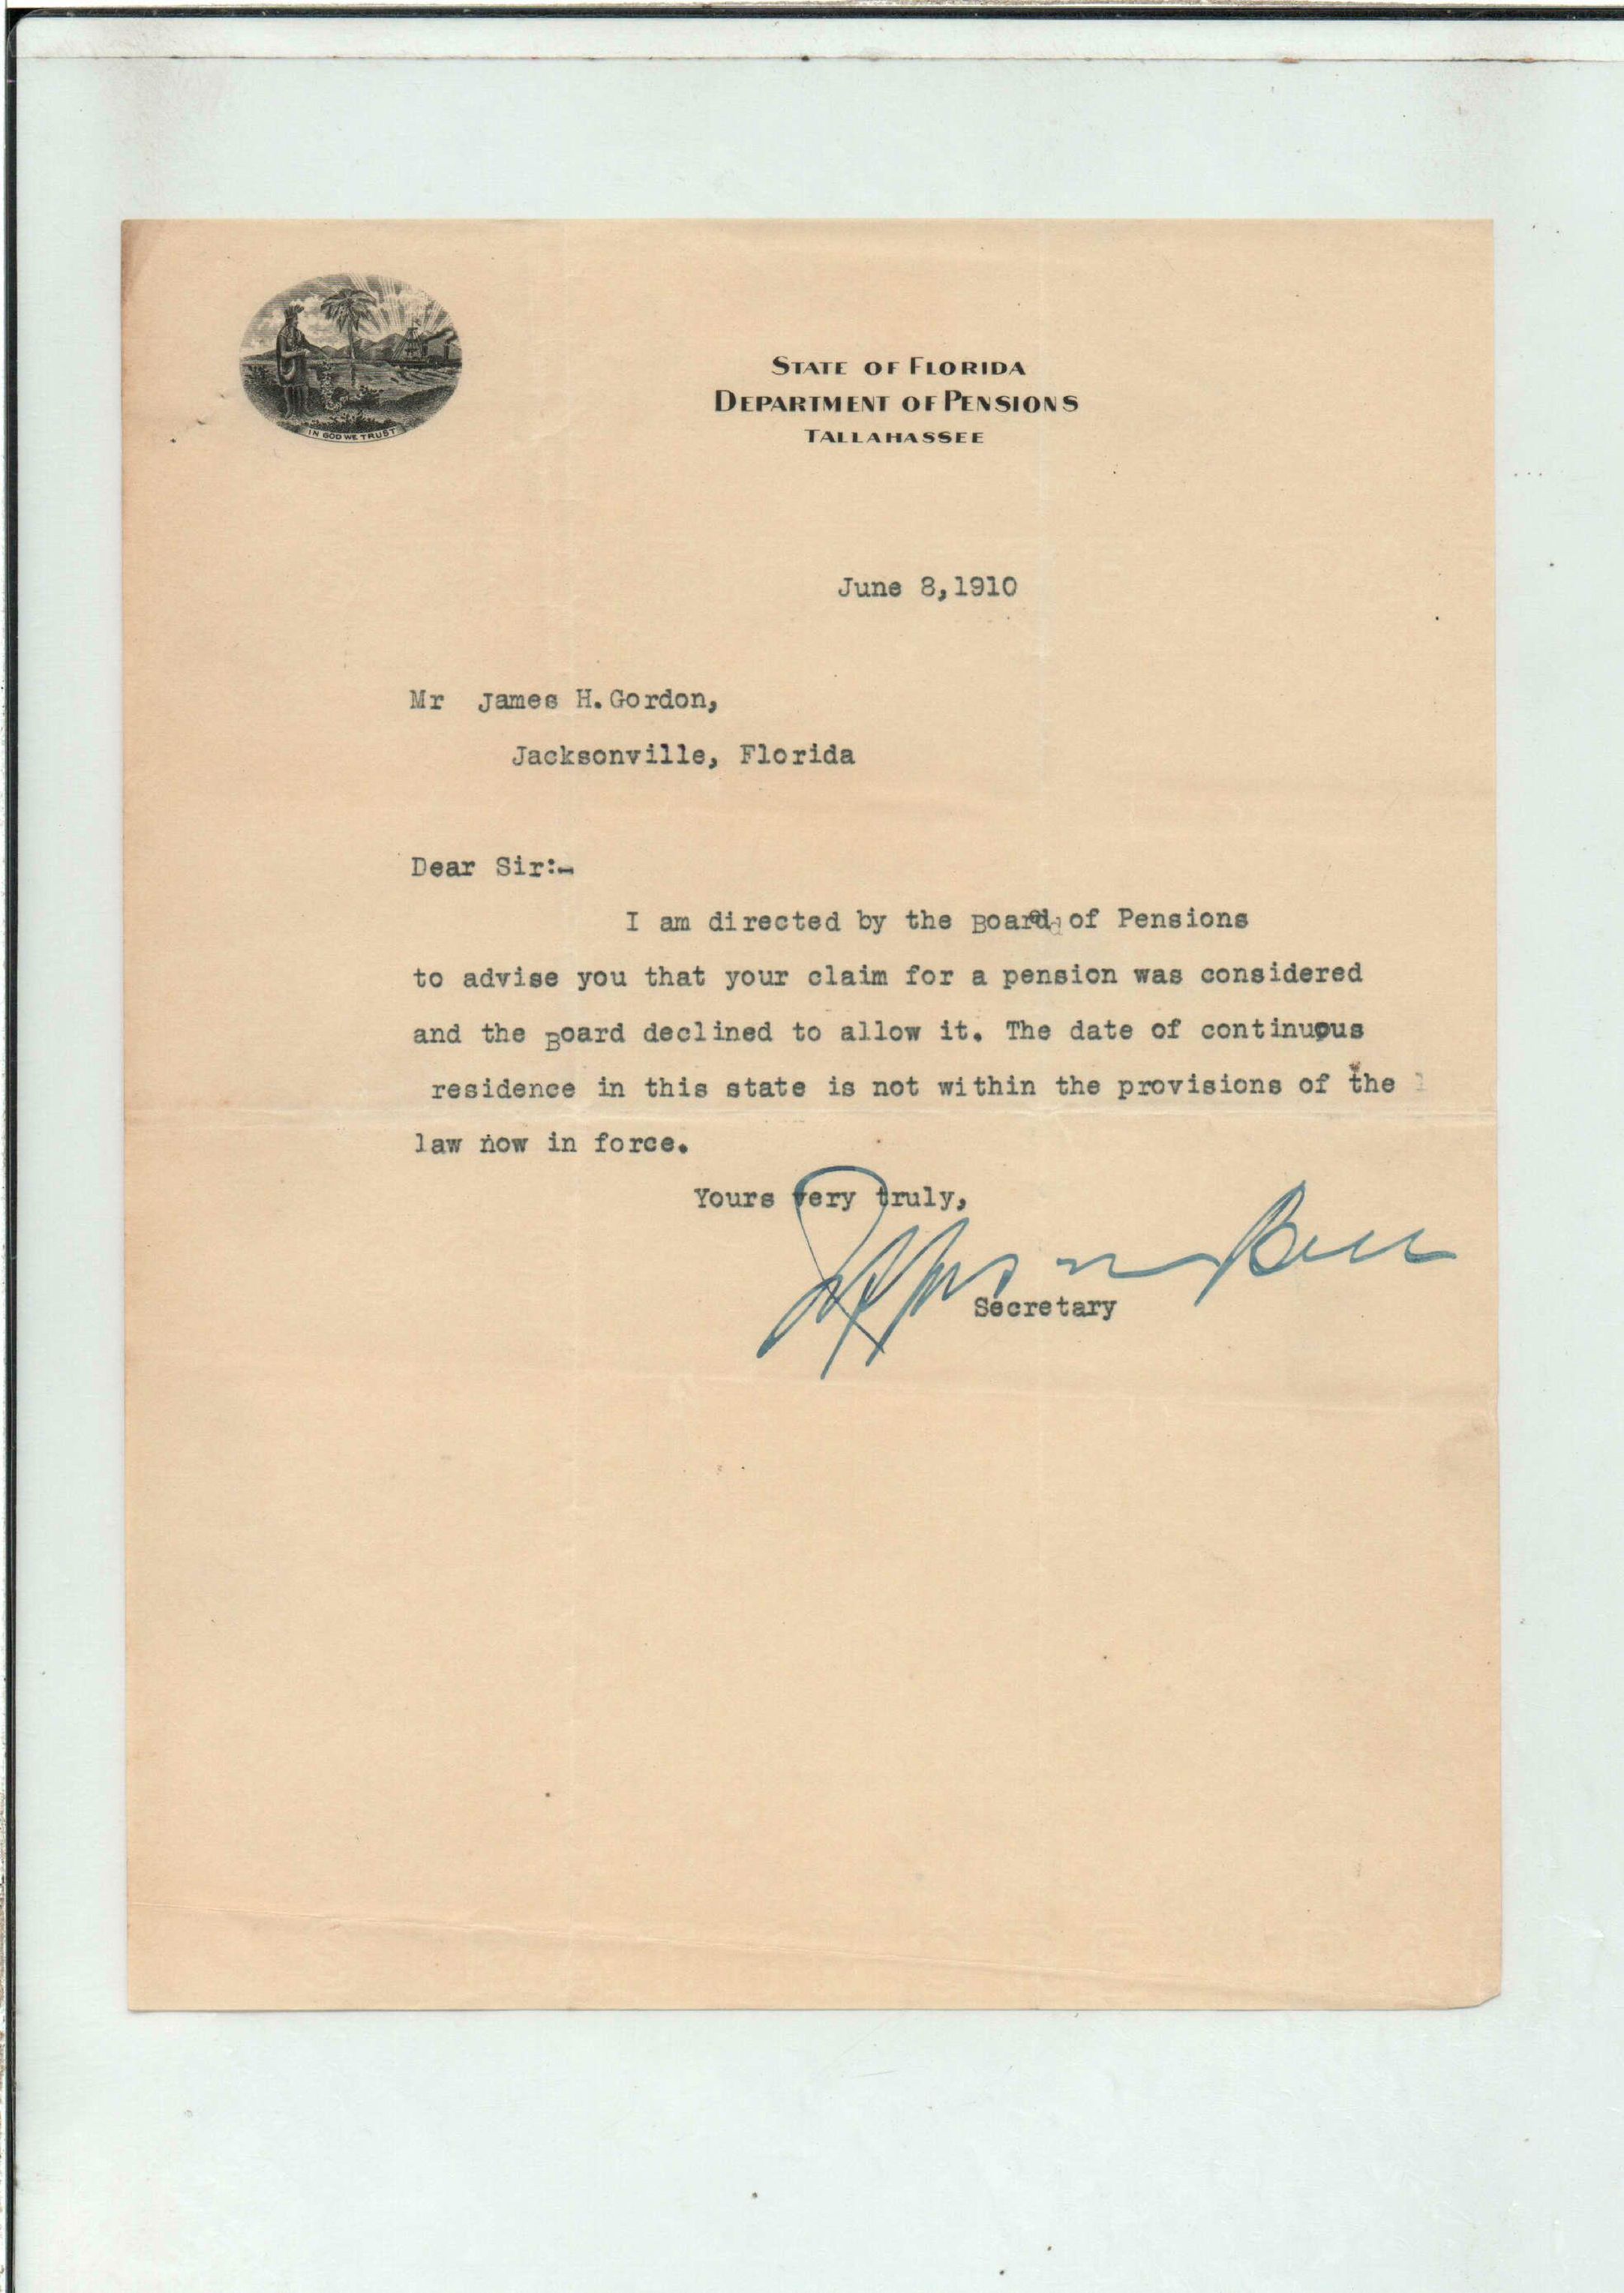 IN GOD WE TRUST
STATE OF FLORIDA
DEPARTMENT OF PENSIONS
TALLAHASSEE
June 8,1910
Mr James H. Gordon,
Jacksonville, Florida
Dear Sir:-
I am directed by the Board of Pensions
to advise you that your claim for a pension was considered
and the Board declined to allow it. The date of continuous
residence in this state is not within the provisions of the l
law now in force.
Yours very truly,
Jefferson Bell
Secretary